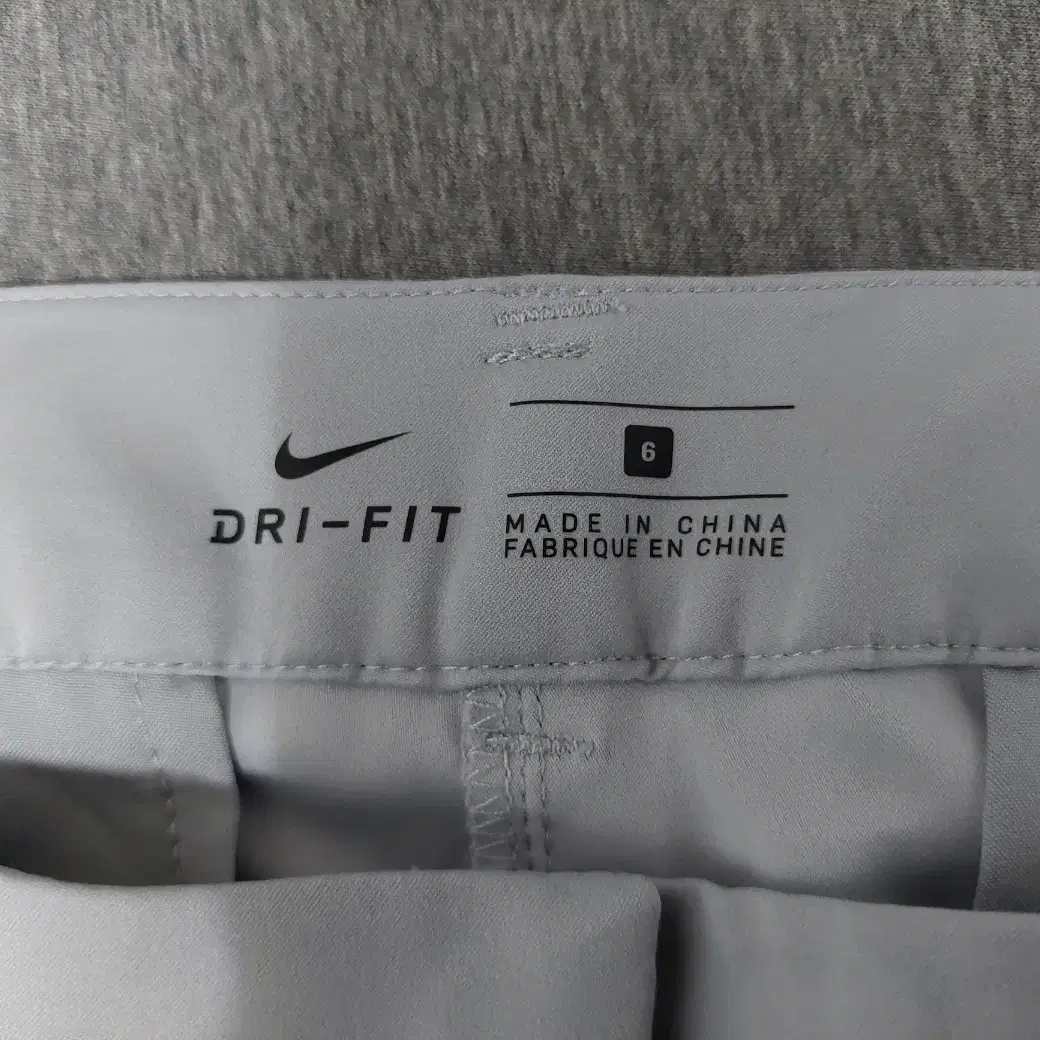 DRI-FIT
6
MADE IN CHINA
FABRIQUE EN CHINE